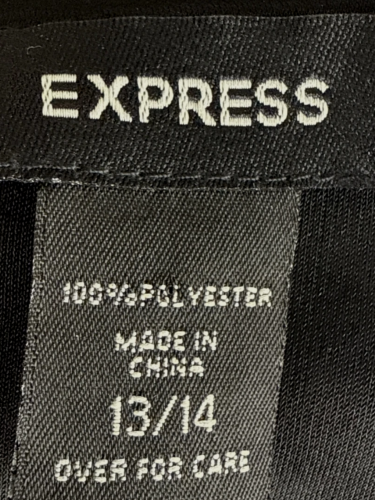 EXPRESS
100% POLYESTER
MADE IN
CHINA
13/14
OVER FOR CARE